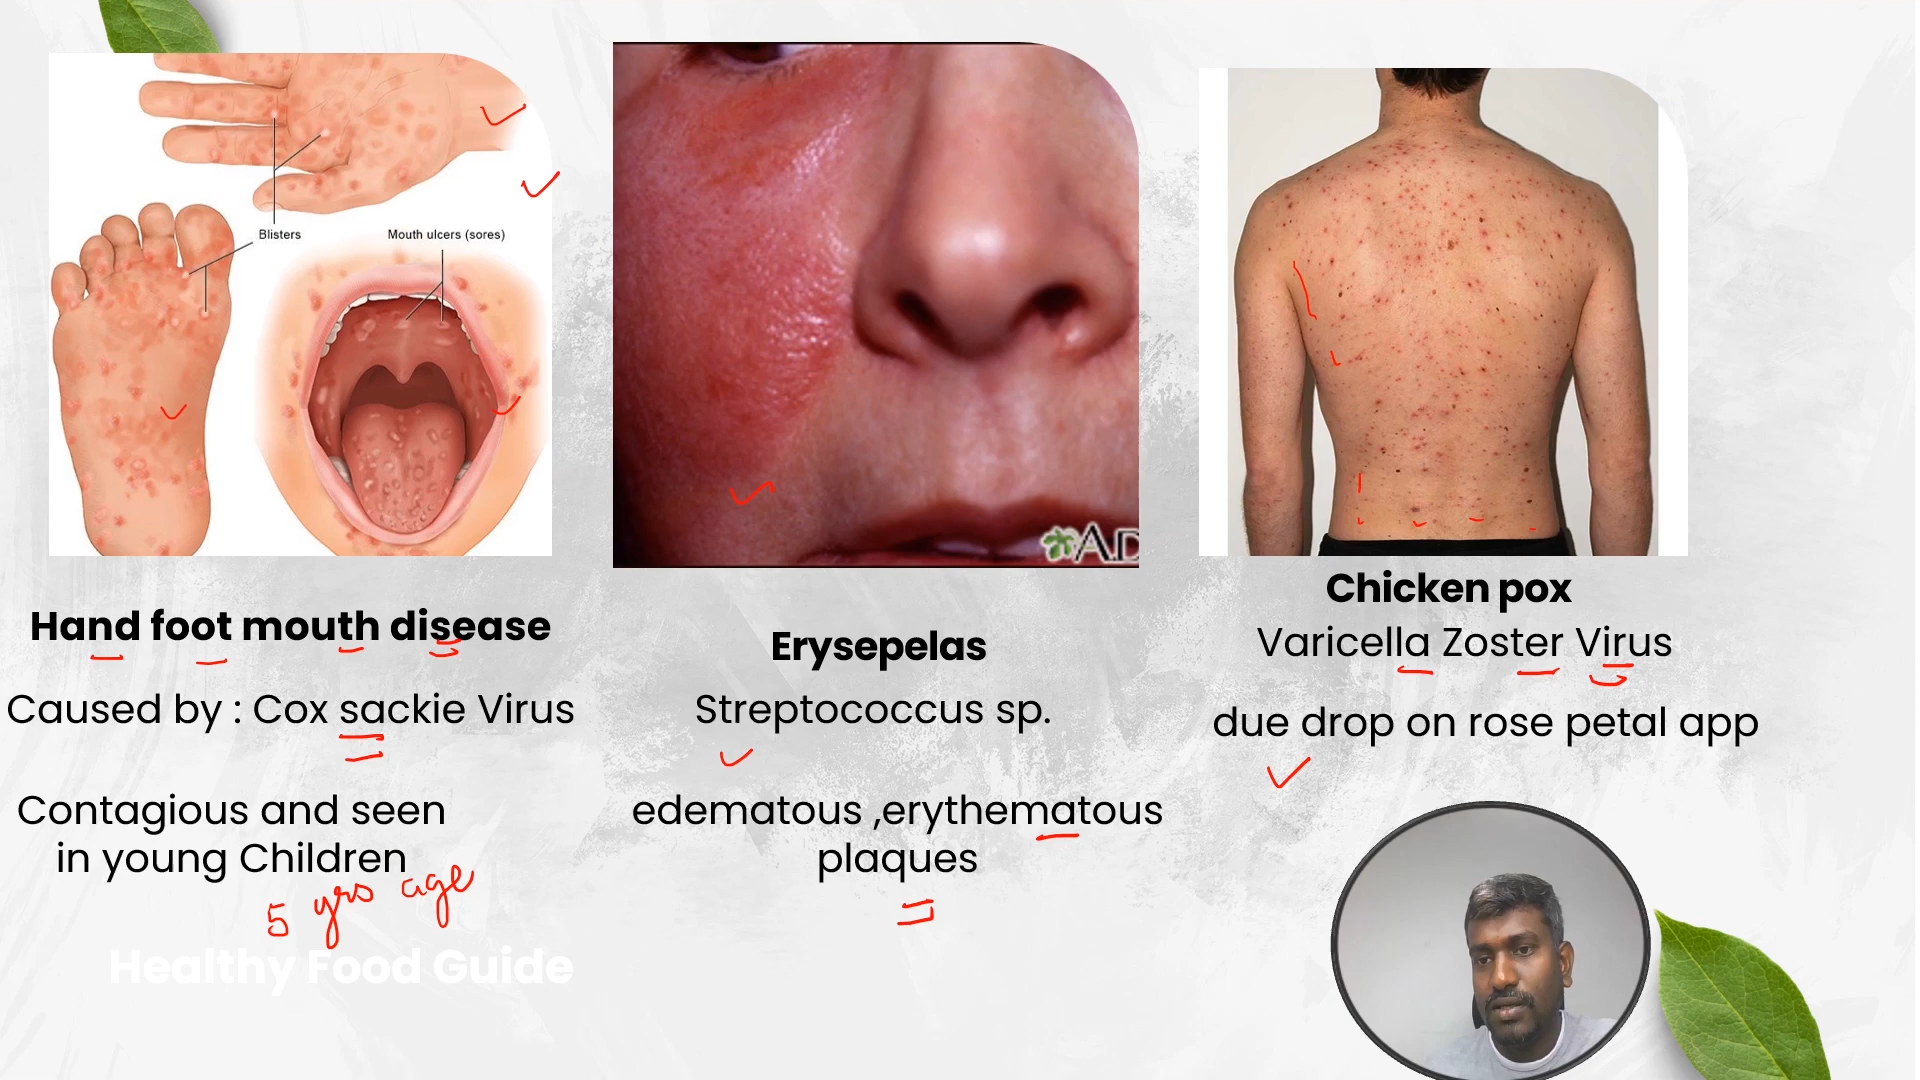 Blisters
Mouth ulcers (sores)
A.D
Hand foot mouth disease
Caused by : Cox sackie Virus
Contagious and seen
in young Children
5 yrs age
Healthy Food Guide
Erysepelas
Streptococcus sp.
edematous ,erythematous
plaques
Chicken pox
Varicella Zoster Virus
due drop on rose petal app